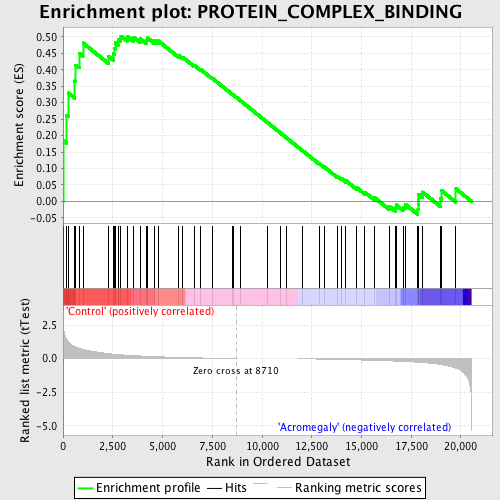 Enrichment plot: PROTEIN_COMPLEX_BINDING
Enrichment score (ES)
0.50
0.45
0.40
0.35
0.30
0.25
0.20
0.15
0.10
0.05
0.00
-0.05
'Control' (positively correlated)
Ranked list metric (tTest)
2.5
0.0
-2.5
-5.0
Zero cross at 8710
'Acromegaly' (negatively correlated)
0
2,500
5,000
7,500
10,000
12,500
15,000
17,500
20,000
Rank in Ordered Dataset
Enrichment profile
Hits
Ranking metric scores